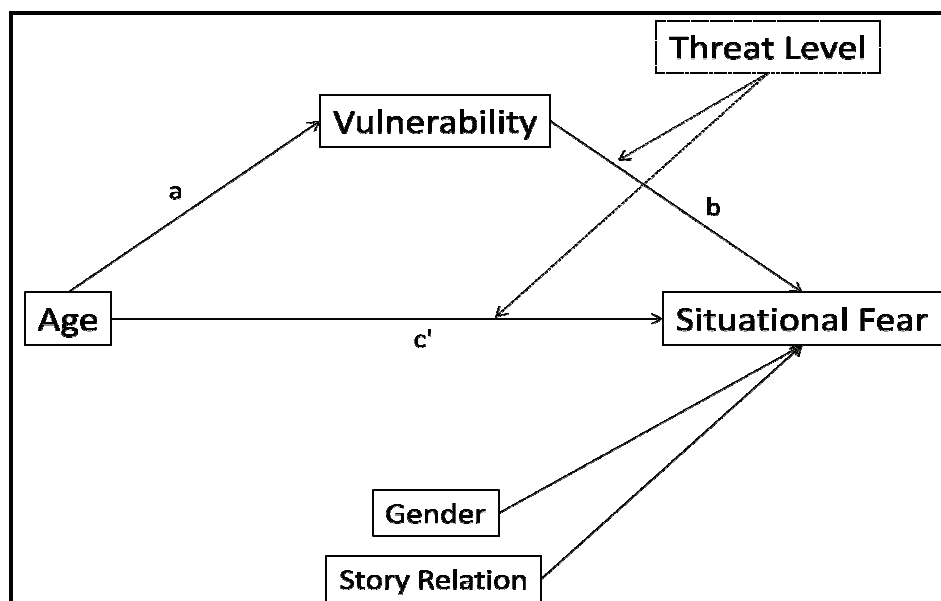 Threat Level
Vulnerability
a
b
Age
Situational Fear
c'
Gender
Story Relation